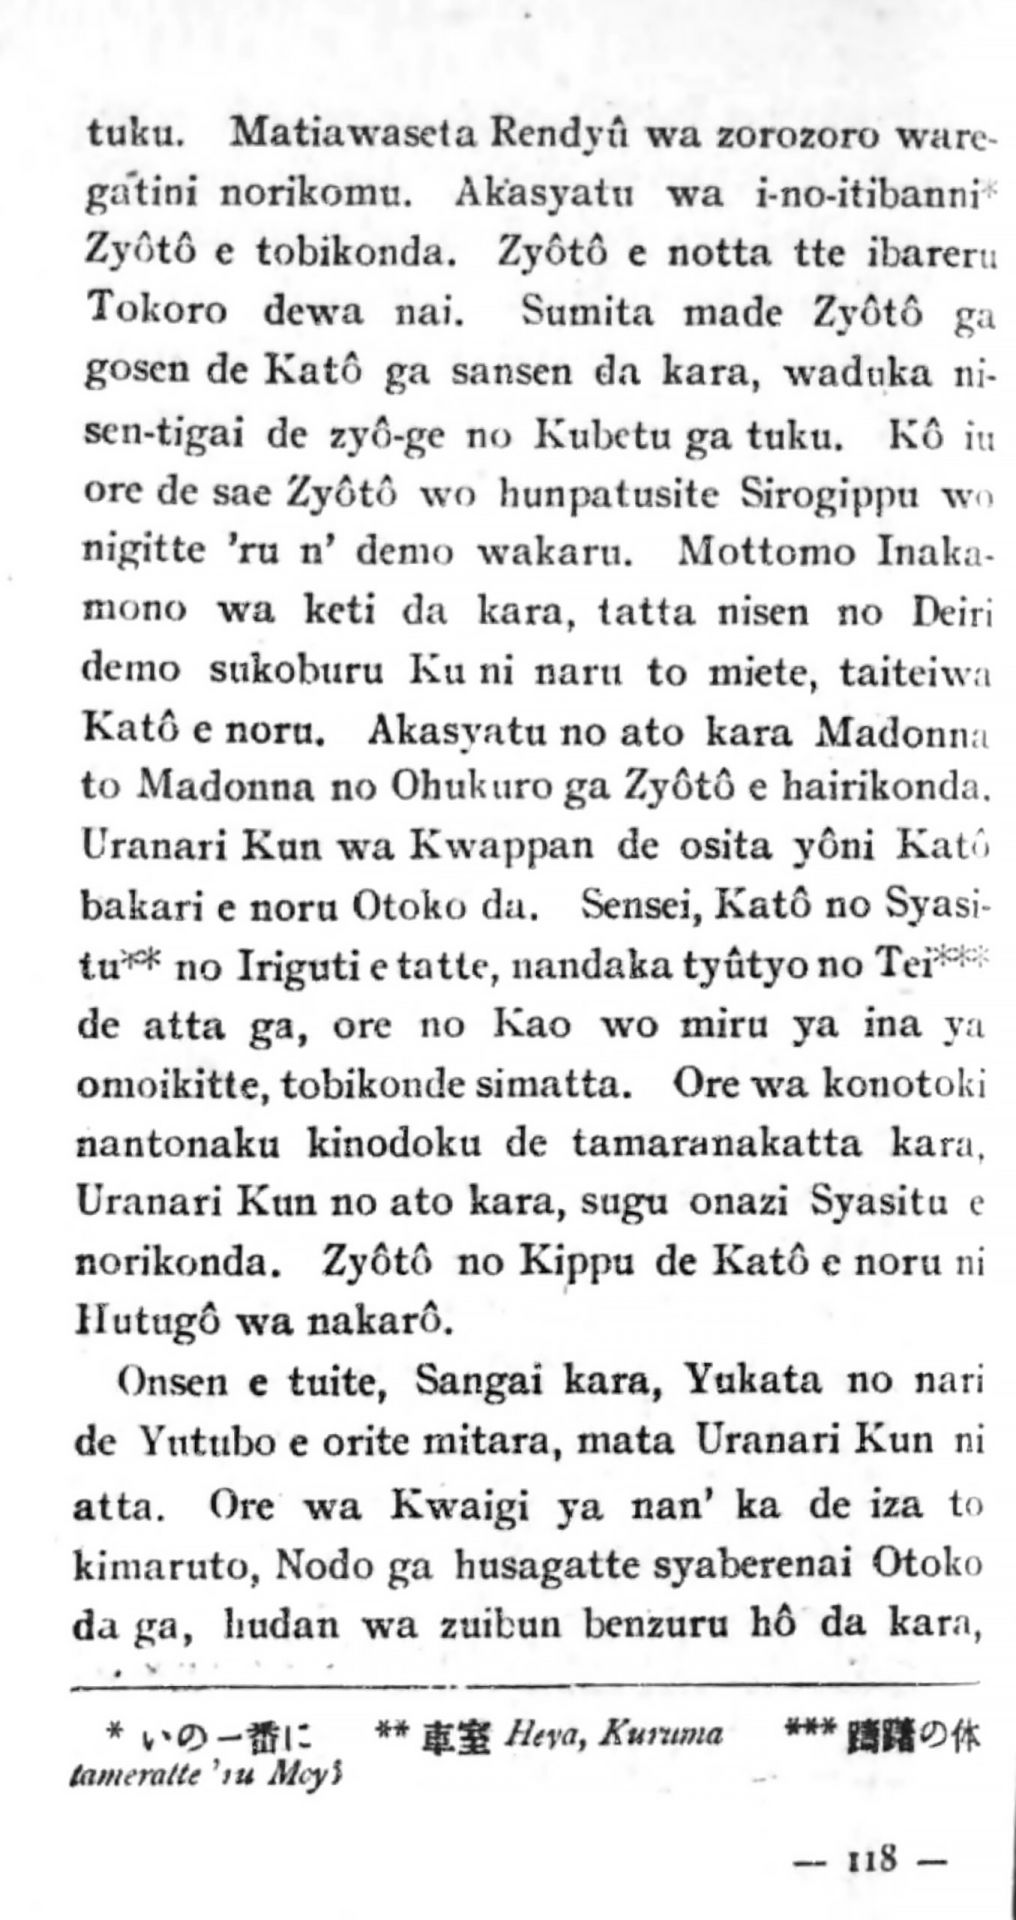 tuku. Matiawaseta Rendyû wa zorozoro ware-
gatini norikomu. Akasyatu wa i-no-itibanni*
Zyôtô e tobikonda. Zyôtô e notta tte ibareru
Tokoro dewa nai. Sumita made Zyôtô ga
gosen de Katô ga sansen da kara, waduka ni-
sen-tigai de zyô-ge no Kubetu ga tuku. Kô iu
ore de sae Zyôtô wo hunpatusite Sirogippu wo
nigitte 'ru n' demo wakaru. Mottomo Inaka-
mono wa keti da kara, tatta nisen no Deiri
demo sukoburu Ku ni naru to miete, taiteiwa
Katô e noru. Akasyatu no ato kara Madonna
to Madonna no Ohukuro ga Zyôtô e hairikonda.
Uranari Kun wa Kwappan de osita yôni Katô
bakari e noru Otoko da. Sensei, Katô no Syasi-
tu** no Iriguti e tatte, nandaka tyûtyo no Tei***
de atta ga, ore no Kao wo miru ya ina ya
omoikitte, tobikonde simatta. Ore wa konotoki
nantonaku kinodoku de tamaranakatta kara,
Uranari Kun no ato kara, sugu onazi Syasitu e
norikonda. Zyôtô no Kippu de Katô e noru ni
Hutugô wa nakarô.
Onsen e tuite, Sangai kara, Yukata no nari
de Yutubo e orite mitara, mata Uranari Kun ni
atta. Ore wa Kwaigi ya nan' ka de iza to
kimaruto, Nodo ga husagatte syaberenai Otoko
da ga, hudan wa zuibun benzuru hô da kara,
* いの一番に ** 車室 Heya, Kuruma *** 躊躇の体
tameratte 'ru Moyô
— 118 —